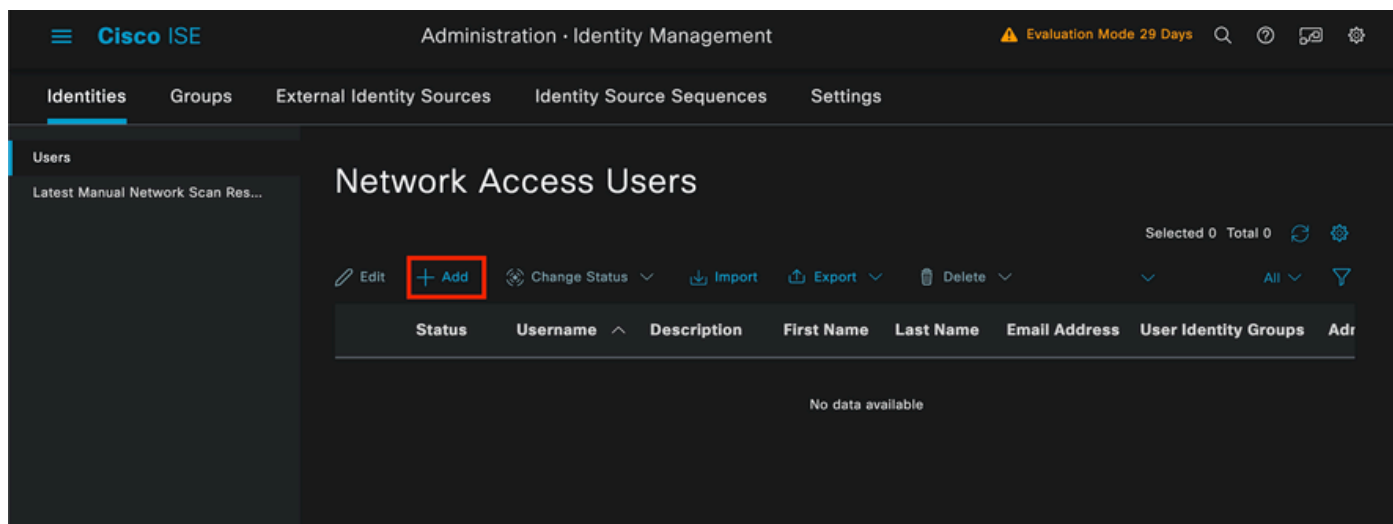 Cisco ISE Administration · Identity Management Evaluation Mode 29 Days
Identities Groups External Identity Sources Identity Source Sequences Settings
Users
Latest Manual Network Scan Res...
Network Access Users
Selected 0 Total 0
Edit Add Change Status Import Export Delete All
Status Username Description First Name Last Name Email Address User Identity Groups Adr
No data available